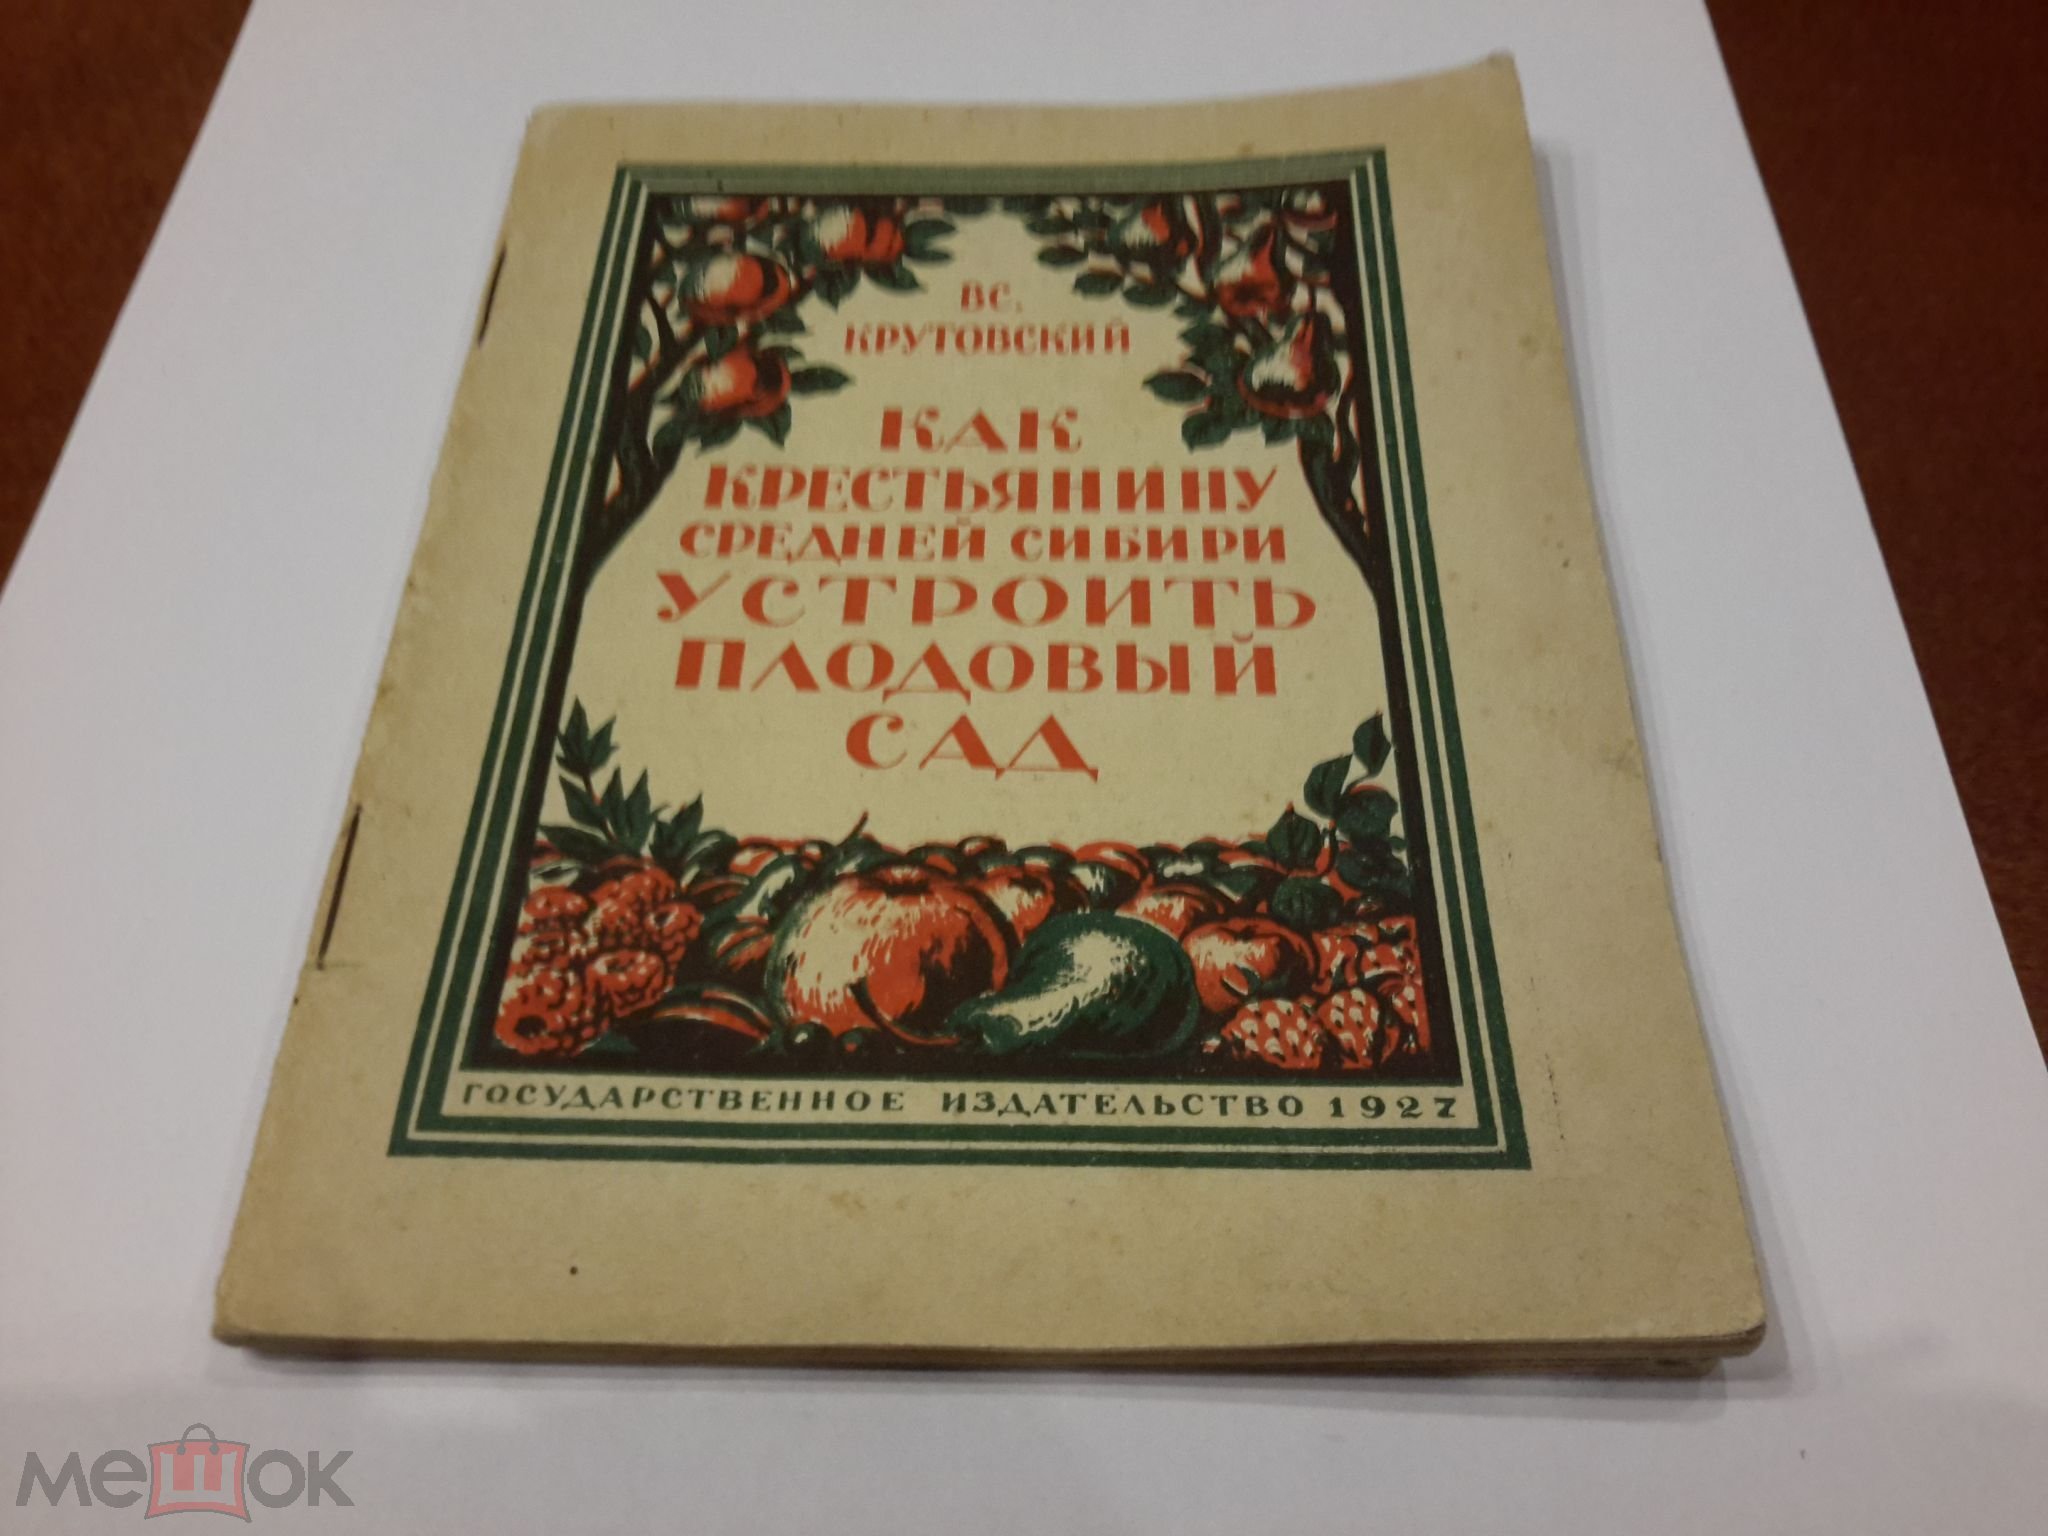 ВС.
КРУТОВСКИЙ
КАК
КРЕСТЬЯНИНУ
СРЕДНЕЙ СИБИРИ
УСТРОИТЬ
ПЛОДОВЫЙ
САД
ГОСУДАРСТВЕННОЕ ИЗДАТЕЛЬСТВО 1927
мешок